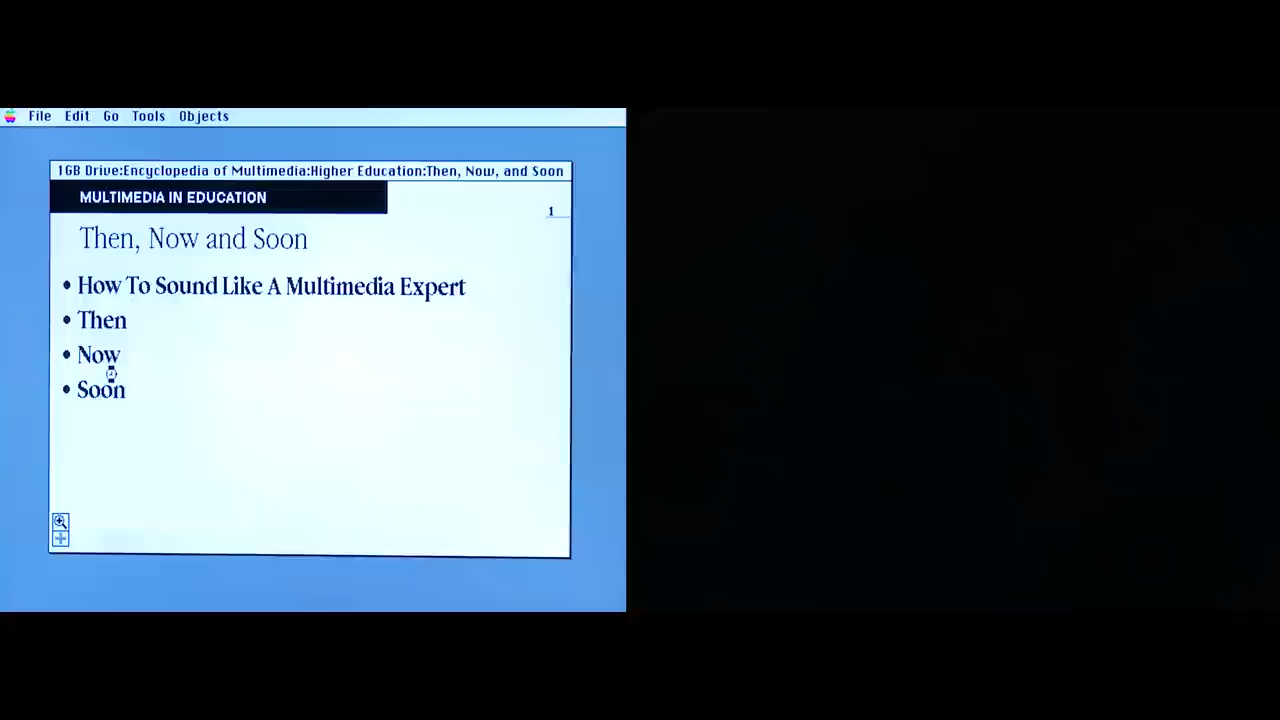 File Edit Go Tools Objects
1GB Drive:Encyclopedia of Multimedia:Higher Education:Then, Now, and Soon
MULTIMEDIA IN EDUCATION
1
Then, Now and Soon
• How To Sound Like A Multimedia Expert
• Then
• Now
• Soon